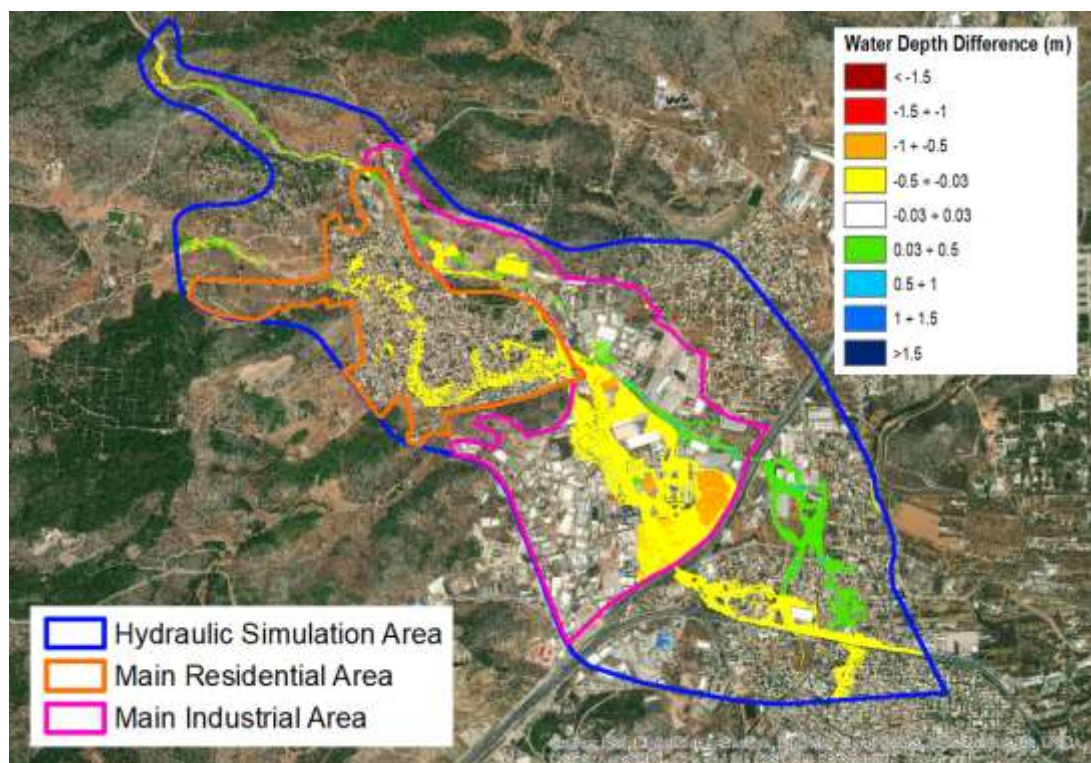 Water Depth Difference (m)
< -1.5
-1.5 ÷ -1
-1 ÷ -0.5
-0.5 ÷ -0.03
-0.03 ÷ 0.03
0.03 ÷ 0.5
0.5 ÷ 1
1 ÷ 1.5
>1.5
Hydraulic Simulation Area
Main Residential Area
Main Industrial Area